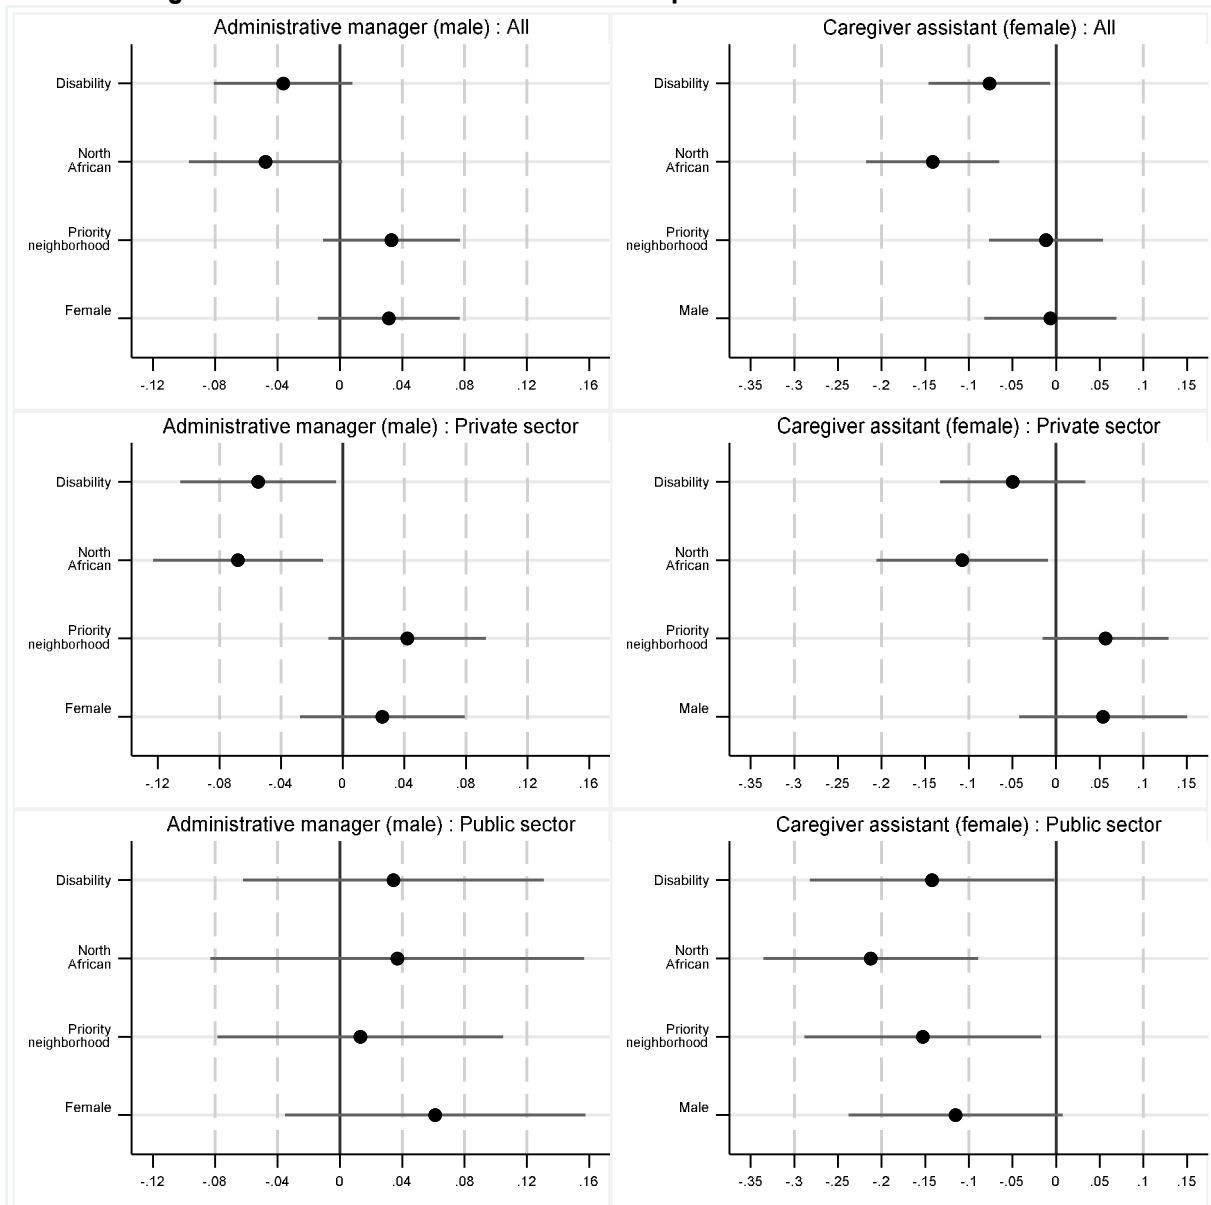 Administrative manager (male) : All
Disability
North
African
Priority
neighborhood
Female
-.12 -.08 -.04 0 .04 .08 .12 .16
Caregiver assistant (female) : All
Disability
North
African
Priority
neighborhood
Male
-.35 -.3 -.25 -.2 -.15 -.1 -.05 0 .05 .1 .15
Administrative manager (male) : Private sector
Disability
North
African
Priority
neighborhood
Female
-.12 -.08 -.04 0 .04 .08 .12 .16
Caregiver assitant (female) : Private sector
Disability
North
African
Priority
neighborhood
Male
-.35 -.3 -.25 -.2 -.15 -.1 -.05 0 .05 .1 .15
Administrative manager (male) : Public sector
Disability
North
African
Priority
neighborhood
Female
-.12 -.08 -.04 0 .04 .08 .12 .16
Caregiver assistant (female) : Public sector
Disability
North
African
Priority
neighborhood
Male
-.35 -.3 -.25 -.2 -.15 -.1 -.05 0 .05 .1 .15